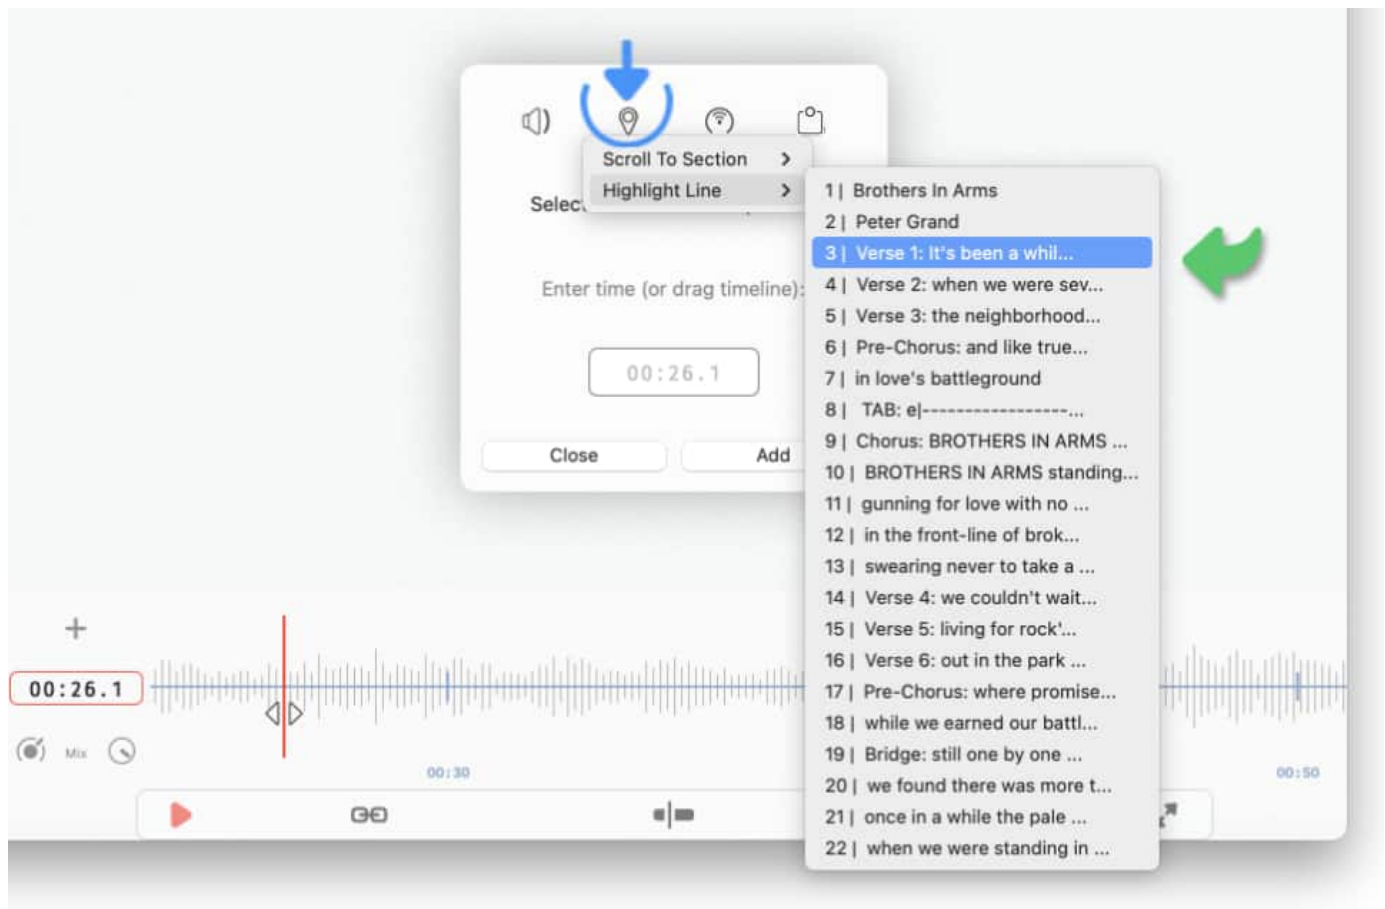 Scroll To Section
Highlight Line
Selec
Enter time (or drag timeline):
00:26.1
Close
Add
1| Brothers In Arms
2| Peter Grand
3| Verse 1: It's been a whil...
4| Verse 2: when we were sev...
5| Verse 3: the neighborhood...
6| Pre-Chorus: and like true...
7| in love's battleground
8| TAB: e|-----------------...
9| Chorus: BROTHERS IN ARMS ...
10| BROTHERS IN ARMS standing...
11| gunning for love with no ...
12| in the front-line of brok...
13| swearing never to take a ...
14| Verse 4: we couldn't wait...
15| Verse 5: living for rock'...
16| Verse 6: out in the park ...
17| Pre-Chorus: where promise...
18| while we earned our battl...
19| Bridge: still one by one ...
20| we found there was more t...
21| once in a while the pale ...
22| when we were standing in ...
00:26.1
Mix
00:30
00:50